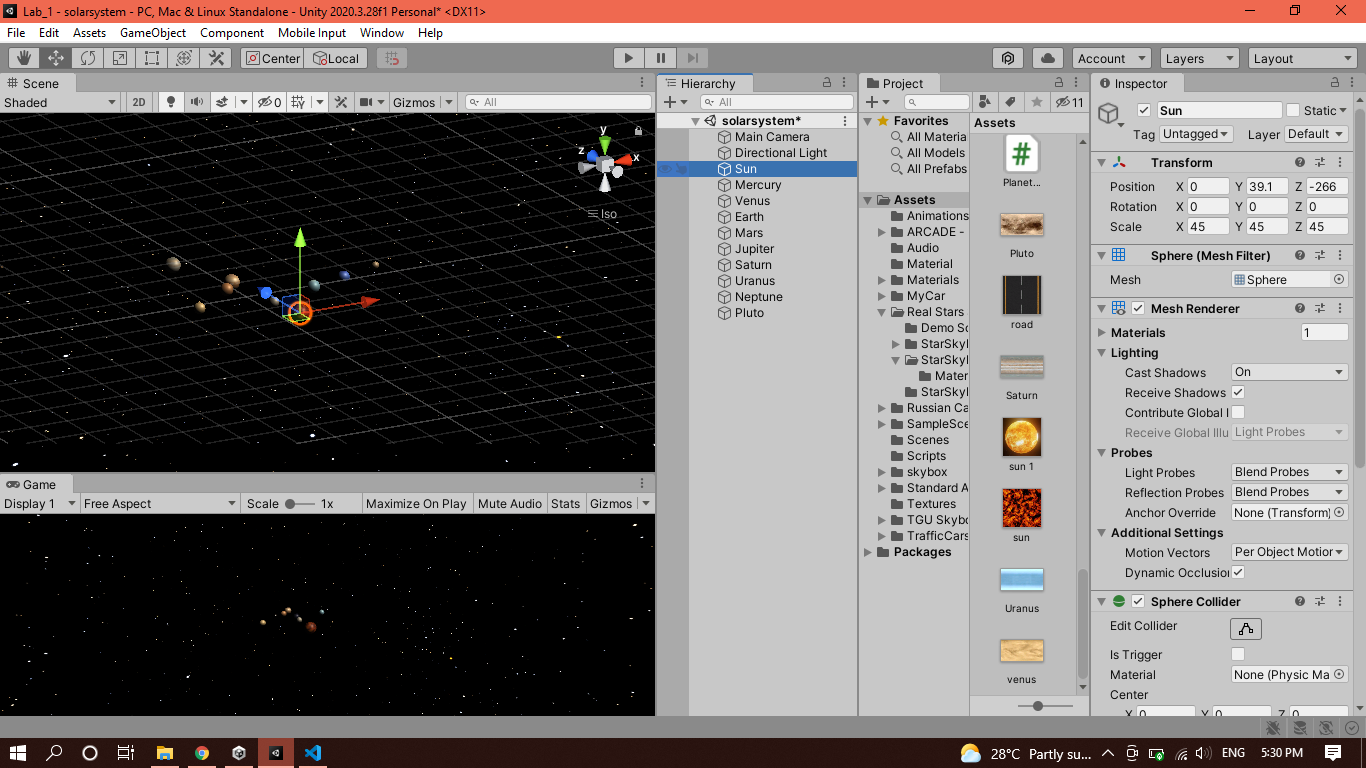 Lab_1 - solarsystem - PC, Mac & Linux Standalone - Unity 2020.3.28f1 Personal* <DX11>
File Edit Assets GameObject Component Mobile Input Window Help
Center Local Account Layers Layout
Scene
Shaded 2D 0 Gizmos All
y
z x
Iso
Game
Display 1 Free Aspect Scale 1x Maximize On Play Mute Audio Stats Gizmos
Hierarchy
All
solarsystem*
Main Camera
Directional Light
Sun
Mercury
Venus
Earth
Mars
Jupiter
Saturn
Uranus
Neptune
Pluto
Project
11
Favorites
All Materia
All Models
All Prefabs
Assets
Animations
ARCADE -
Audio
Material
Materials
MyCar
Real Stars
Demo Sc
StarSkyl
StarSkyl
Mater
StarSkyl
Russian Ca
SampleSce
Scenes
Scripts
skybox
Standard A
Textures
TGU Skybo
TrafficCars
Packages
Assets
#
Planet...
Pluto
road
Saturn
sun 1
sun
Uranus
venus
Inspector
Sun Static
Tag Untagged Layer Default
Transform
Position X 0 Y 39.1 Z -266
Rotation X 0 Y 0 Z 0
Scale X 45 Y 45 Z 45
Sphere (Mesh Filter)
Mesh Sphere
Mesh Renderer
Materials 1
Lighting
Cast Shadows On
Receive Shadows
Contribute Global I
Receive Global Illu Light Probes
Probes
Light Probes Blend Probes
Reflection Probes Blend Probes
Anchor Override None (Transform)
Additional Settings
Motion Vectors Per Object Motion
Dynamic Occlusion
Sphere Collider
Edit Collider
Is Trigger
Material None (Physic Ma
Center
X 0 Y 0 Z 0
28°C Partly su... ENG 5:30 PM